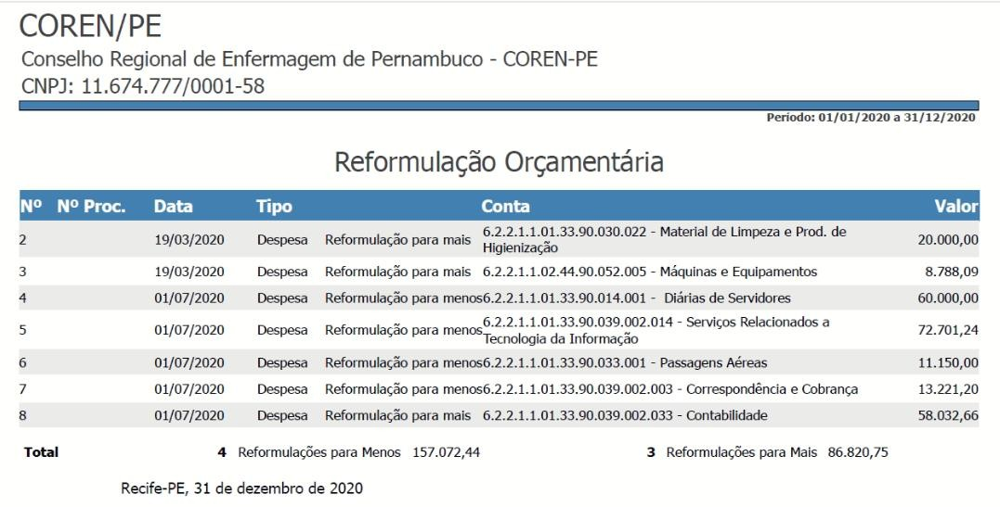 COREN/PE
Conselho Regional de Enfermagem de Pernambuco - COREN-PE
CNPJ: 11.674.777/0001-58
Período: 01/01/2020 a 31/12/2020
Reformulação Orçamentária
Nº Nº Proc. Data Tipo Conta Valor
2 19/03/2020 Despesa Reformulação para mais 6.2.2.1.1.01.33.90.030.022 - Material de Limpeza e Prod. de 20.000,00
Higienização
3 19/03/2020 Despesa Reformulação para mais 6.2.2.1.1.02.44.90.052.005 - Máquinas e Equipamentos 8.788,09
4 01/07/2020 Despesa Reformulação para menos 6.2.2.1.1.01.33.90.014.001 - Diárias de Servidores 60.000,00
5 01/07/2020 Despesa Reformulação para menos 6.2.2.1.1.01.33.90.039.002.014 - Serviços Relacionados a 72.701,24
Tecnologia da Informação
6 01/07/2020 Despesa Reformulação para menos 6.2.2.1.1.01.33.90.033.001 - Passagens Aéreas 11.150,00
7 01/07/2020 Despesa Reformulação para menos 6.2.2.1.1.01.33.90.039.002.003 - Correspondência e Cobrança 13.221,20
8 01/07/2020 Despesa Reformulação para mais 6.2.2.1.1.01.33.90.039.002.033 - Contabilidade 58.032,66
Total 4 Reformulações para Menos 157.072,44 3 Reformulações para Mais 86.820,75
Recife-PE, 31 de dezembro de 2020